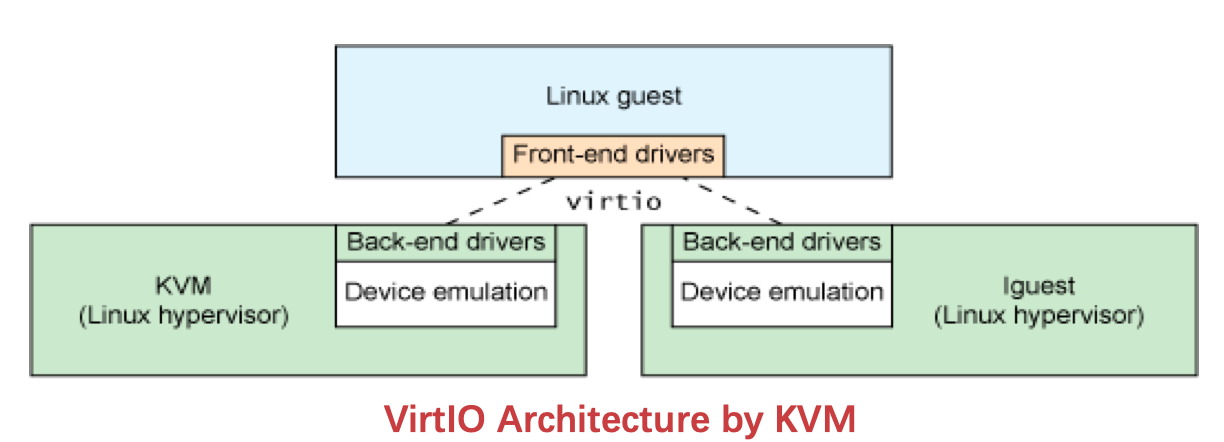 Linux guest
Front-end drivers
virtio
Back-end drivers
Device emulation
KVM
(Linux hypervisor)
Back-end drivers
Device emulation
lguest
(Linux hypervisor)
VirtIO Architecture by KVM